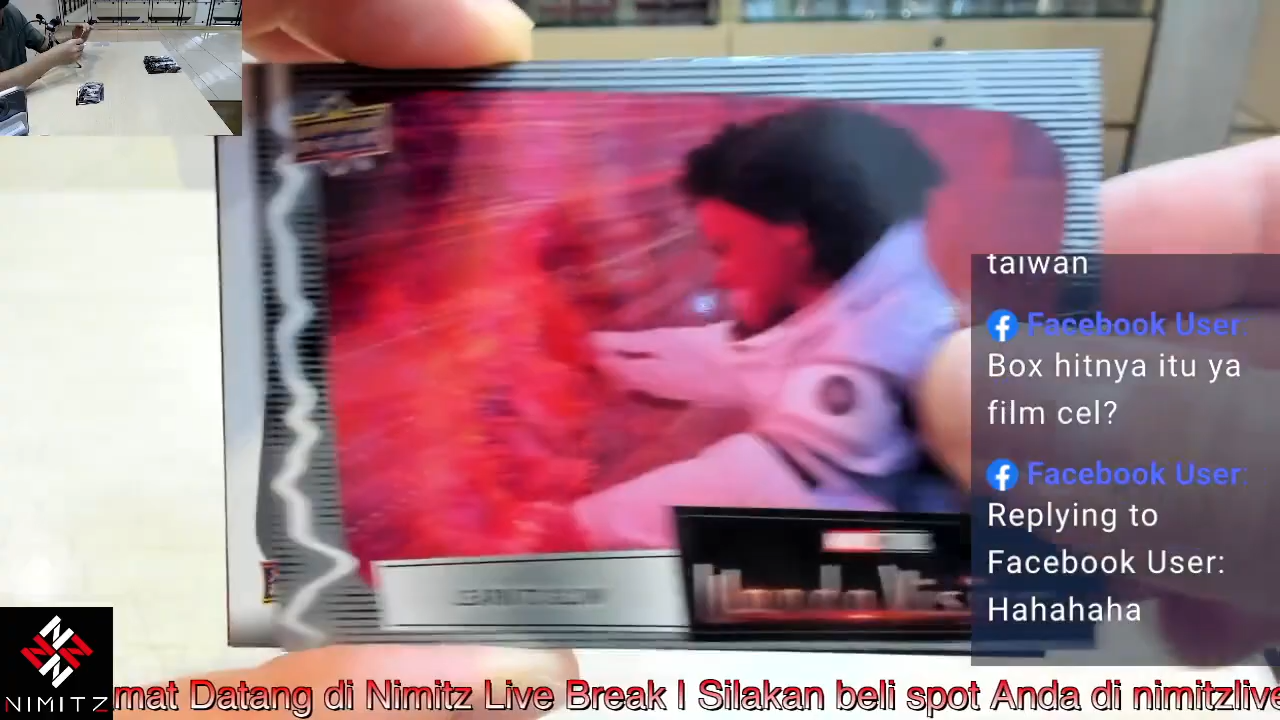 taiwan
Facebook User:
Box hitnya itu ya
film cel?
Facebook User:
Replying to
Facebook User:
Hahahaha
NIMITZ
mat Datang di Nimitz Live Break | Silakan beli spot Anda di nimitzlive